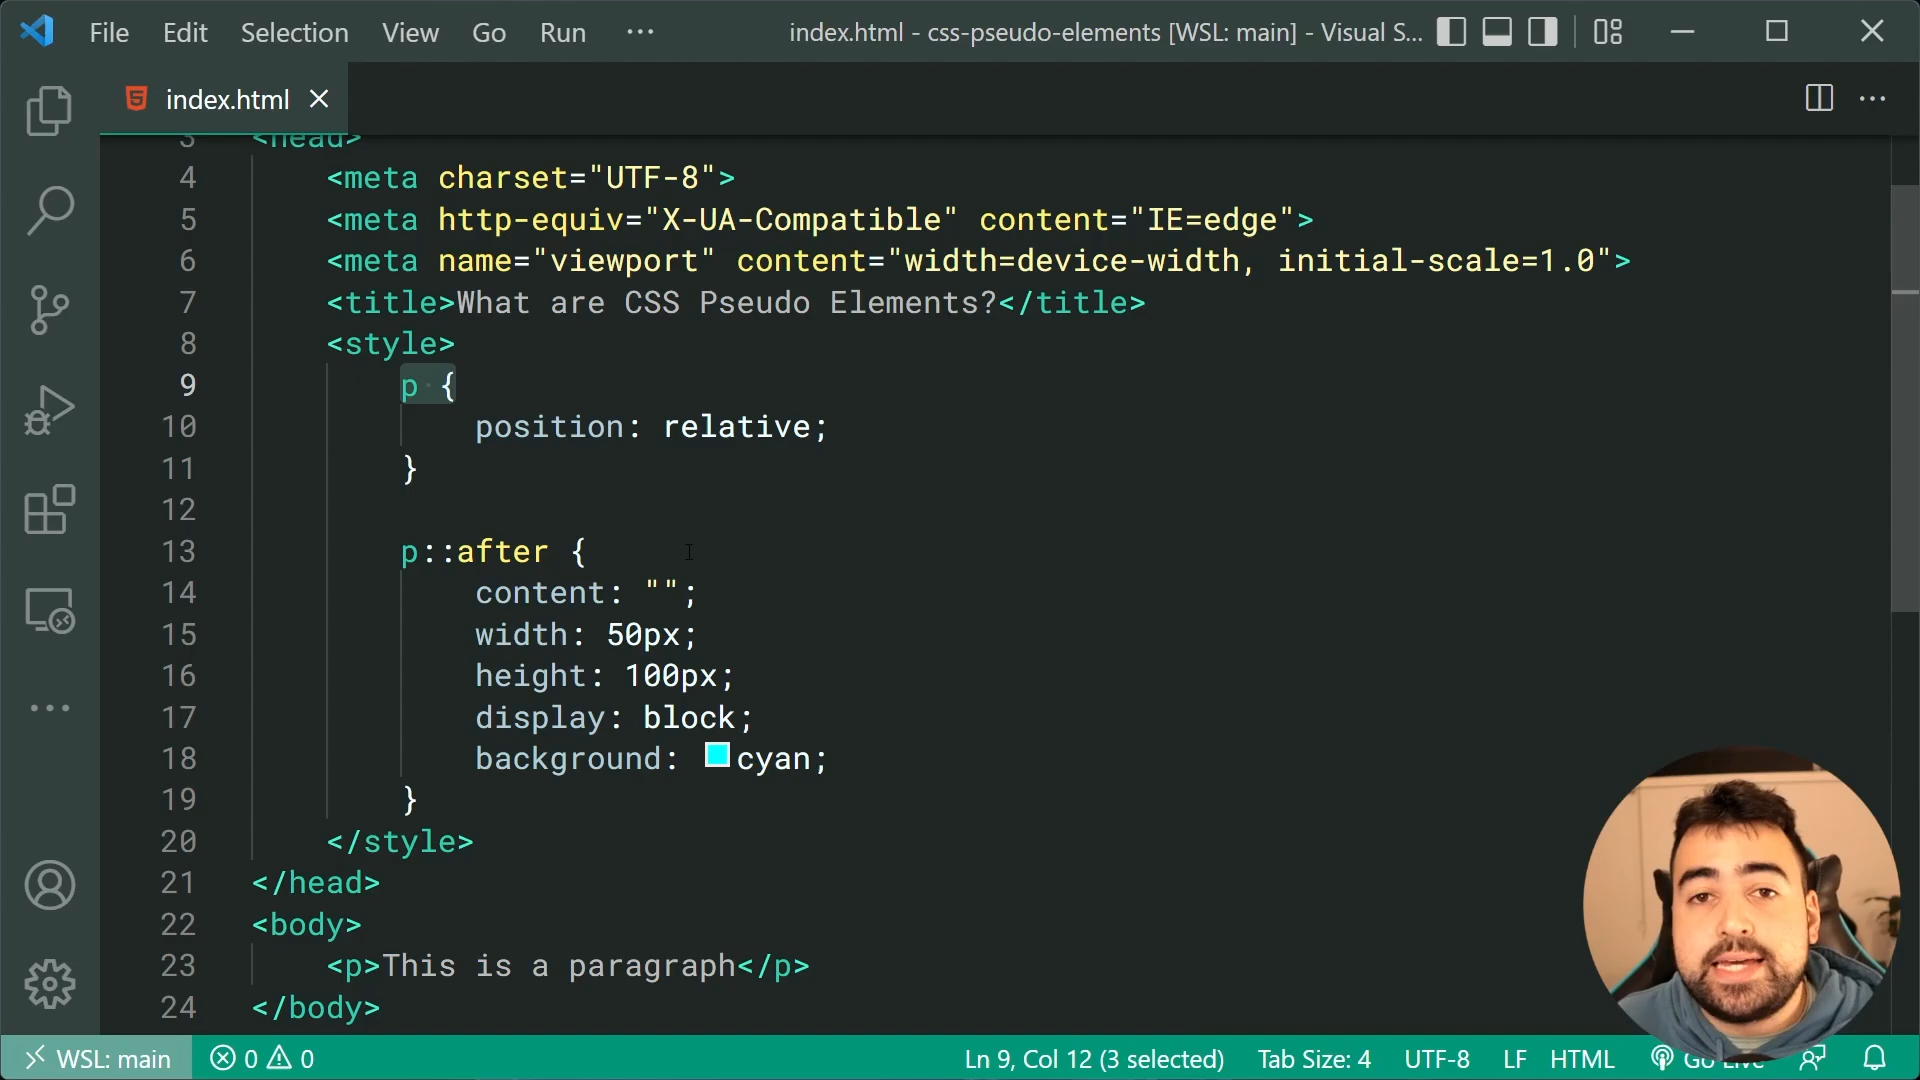 File Edit Selection View Go Run ··· index.html - css-pseudo-elements [WSL: main] - Visual S...
index.html
3 <head>
4 <meta charset="UTF-8">
5 <meta http-equiv="X-UA-Compatible" content="IE=edge">
6 <meta name="viewport" content="width=device-width, initial-scale=1.0">
7 <title>What are CSS Pseudo Elements?</title>
8 <style>
9 p {
10 position: relative;
11 }
12
13 p::after {
14 content: "";
15 width: 50px;
16 height: 100px;
17 display: block;
18 background: cyan;
19 }
20 </style>
21 </head>
22 <body>
23 <p>This is a paragraph</p>
24 </body>
WSL: main 0 0 Ln 9, Col 12 (3 selected) Tab Size: 4 UTF-8 LF HTML Go Live